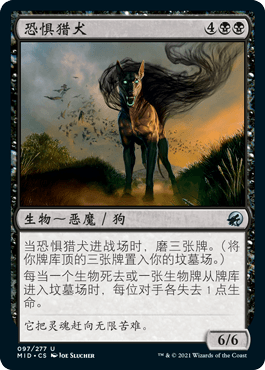 恐惧猎犬 4
生物～恶魔／狗
当恐惧猎犬进战场时，磨三张牌。（将
你牌库顶的三张牌置入你的坟墓场。）
每当一个生物死去或一张生物牌从牌库
进入坟墓场时，每位对手各失去1点生
命。
它把灵魂赶向无限苦难。
6/6
097/277 U
MID • CS JOE SLUCHER
™ & © 2021 Wizards of the Coast